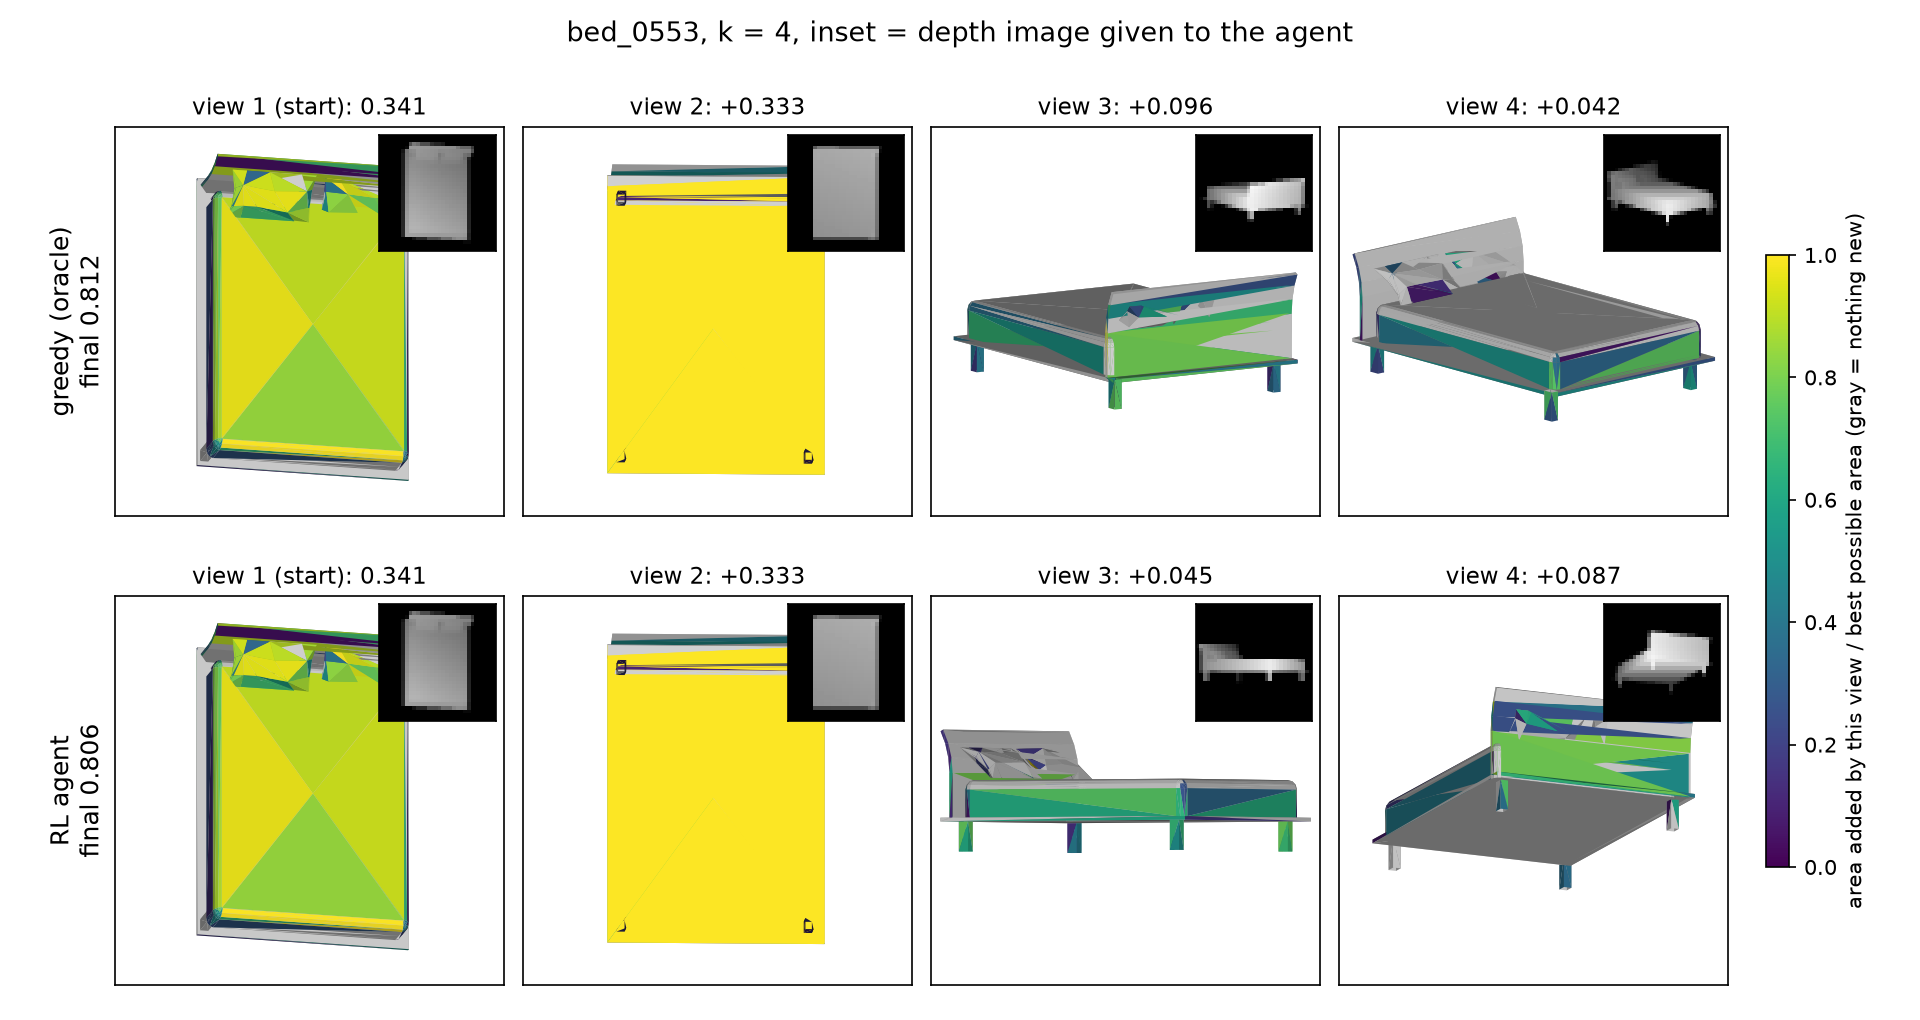 bed_0553, k = 4, inset = depth image given to the agent
view 1 (start): 0.341
view 2: +0.333
view 3: +0.096
view 4: +0.042
greedy (oracle)
final 0.812
view 1 (start): 0.341
view 2: +0.333
view 3: +0.045
view 4: +0.087
RL agent
final 0.806
1.0
0.8
0.6
0.4
0.2
0.0
area added by this view / best possible area (gray = nothing new)